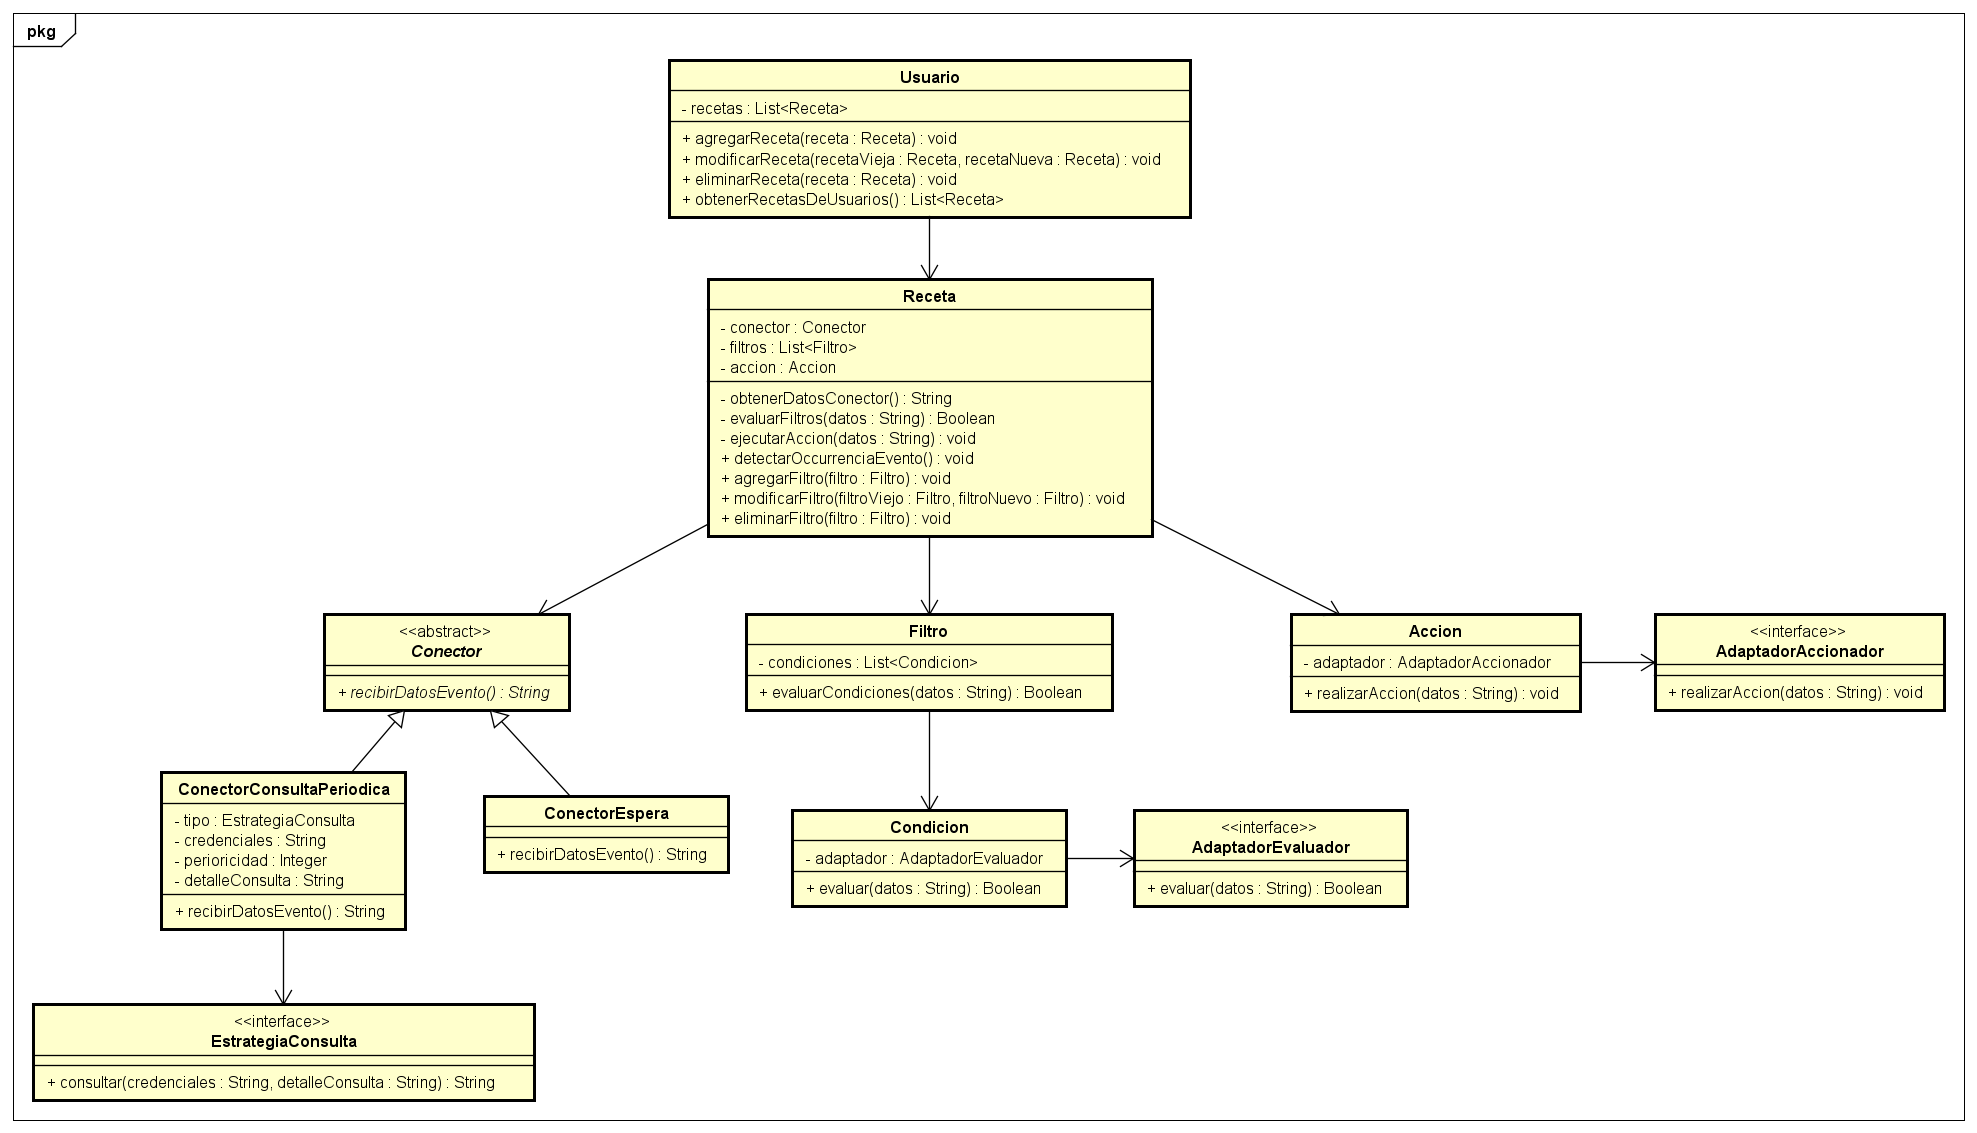 pkg
Usuario
- recetas : List<Receta>
+ agregarReceta(receta : Receta) : void
+ modificarReceta(recetaVieja : Receta, recetaNueva : Receta) : void
+ eliminarReceta(receta : Receta) : void
+ obtenerRecetasDeUsuarios() : List<Receta>
Receta
- conector : Conector
- filtros : List<Filtro>
- accion : Accion
- obtenerDatosConector() : String
- evaluarFiltros(datos : String) : Boolean
- ejecutarAccion(datos : String) : void
+ detectarOccurrenciaEvento() : void
+ agregarFiltro(filtro : Filtro) : void
+ modificarFiltro(filtroViejo : Filtro, filtroNuevo : Filtro) : void
+ eliminarFiltro(filtro : Filtro) : void
<<abstract>>
Conector
+ recibirDatosEvento() : String
Filtro
- condiciones : List<Condicion>
+ evaluarCondiciones(datos : String) : Boolean
Accion
- adaptador : AdaptadorAccionador
+ realizarAccion(datos : String) : void
<<interface>>
AdaptadorAccionador
+ realizarAccion(datos : String) : void
ConectorConsultaPeriodica
- tipo : EstrategiaConsulta
- credenciales : String
- perioricidad : Integer
- detalleConsulta : String
+ recibirDatosEvento() : String
ConectorEspera
+ recibirDatosEvento() : String
Condicion
- adaptador : AdaptadorEvaluador
+ evaluar(datos : String) : Boolean
<<interface>>
AdaptadorEvaluador
+ evaluar(datos : String) : Boolean
<<interface>>
EstrategiaConsulta
+ consultar(credenciales : String, detalleConsulta : String) : String